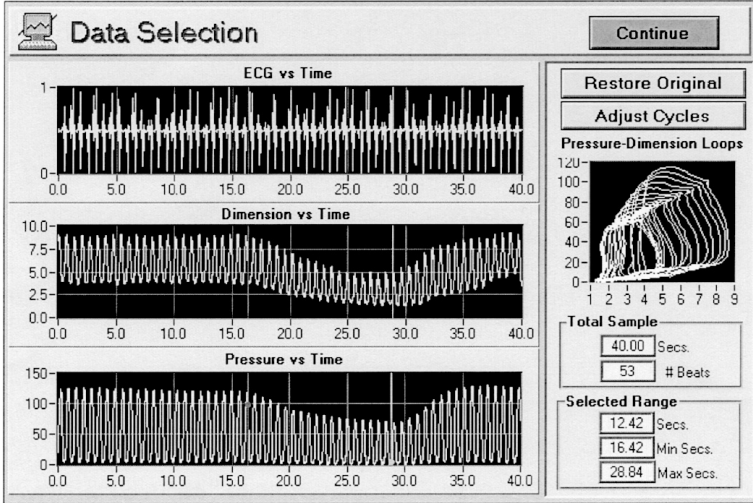 Data Selection
Continue
ECG vs Time
1
0
0.0 5.0 10.0 15.0 20.0 25.0 30.0 35.0 40.0
Dimension vs Time
10.0
7.5
5.0
2.5
0.0
0.0 5.0 10.0 15.0 20.0 25.0 30.0 35.0 40.0
Pressure vs Time
150
100
50
0
0.0 5.0 10.0 15.0 20.0 25.0 30.0 35.0 40.0
Restore Original
Adjust Cycles
Pressure-Dimension Loops
120
100
80
60
40
20
0
1 2 3 4 5 6 7 8 9
Total Sample
40.00 Secs.
53 # Beats
Selected Range
12.42 Secs.
16.42 Min Secs.
28.84 Max Secs.